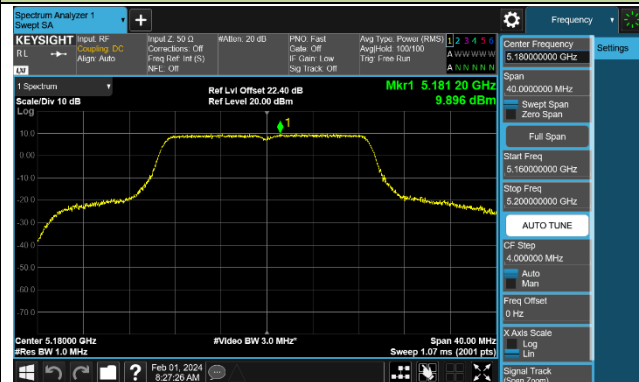 Spectrum Analyzer 1
Swept SA
Frequency
KEYSIGHT
RL
LXI
Input: RF
Coupling: DC
Align: Auto
Input Z: 50 Ω
Corrections: Off
Freq Ref: Int (S)
NFE: Off
#Atten: 20 dB
PNO: Fast
Gate: Off
IF Gain: Low
Sig Track: Off
Avg Type: Power (RMS)
Avg|Hold: 100/100
Trig: Free Run
1 2 3 4 5 6
A W W W W W
A N N N N N
1 Spectrum
Scale/Div 10 dB
Log
Ref Lvl Offset 22.40 dB
Ref Level 20.00 dBm
Mkr1 5.181 20 GHz
9.896 dBm
1
10.0
0.00
-10.0
-20.0
-30.0
-40.0
-50.0
-60.0
-70.0
Center 5.18000 GHz
#Res BW 1.0 MHz
#Video BW 3.0 MHz*
Span 40.00 MHz
Sweep 1.07 ms (2001 pts)
Feb 01, 2024
8:27:26 AM
Center Frequency
5.180000000 GHz
Span
40.0000000 MHz
Swept Span
Zero Span
Full Span
Start Freq
5.160000000 GHz
Stop Freq
5.200000000 GHz
AUTO TUNE
CF Step
4.000000 MHz
Auto
Man
Freq Offset
0 Hz
X Axis Scale
Log
Lin
Signal Track
(Span Zoom)
Settings